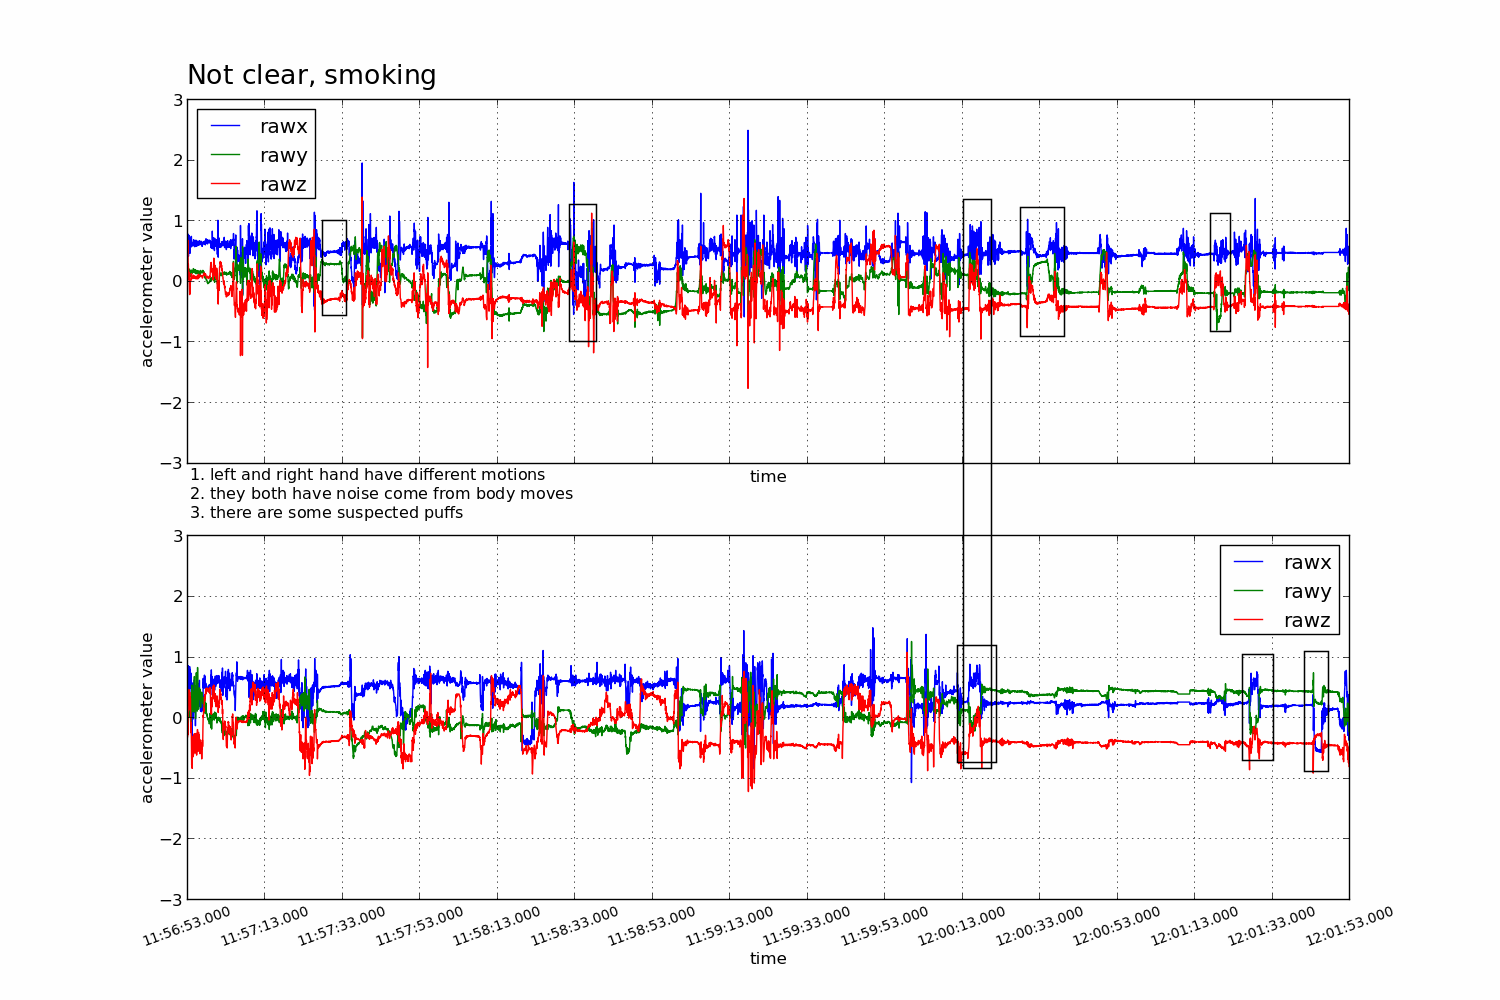 Not clear, smoking
3
2
1
0
−1
−2
−3
accelerometer value
rawx
rawy
rawz
time
1. left and right hand have different motions
2. they both have noise come from body moves
3. there are some suspected puffs
3
2
1
0
−1
−2
−3
accelerometer value
rawx
rawy
rawz
11:56:53.000
11:57:13.000
11:57:33.000
11:57:53.000
11:58:13.000
11:58:33.000
11:58:53.000
11:59:13.000
11:59:33.000
11:59:53.000
12:00:13.000
12:00:33.000
12:00:53.000
12:01:13.000
12:01:33.000
12:01:53.000
time